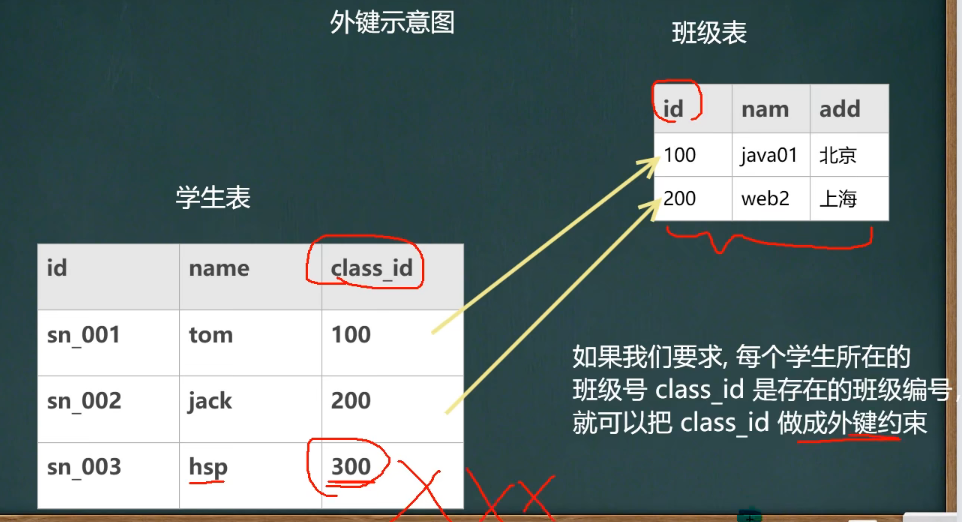 外键示意图
班级表
id nam add
100 java01 北京
200 web2 上海
学生表
id name class_id
sn_001 tom 100
sn_002 jack 200
sn_003 hsp 300
如果我们要求, 每个学生所在的
班级号 class_id 是存在的班级编号,
就可以把 class_id 做成外键约束